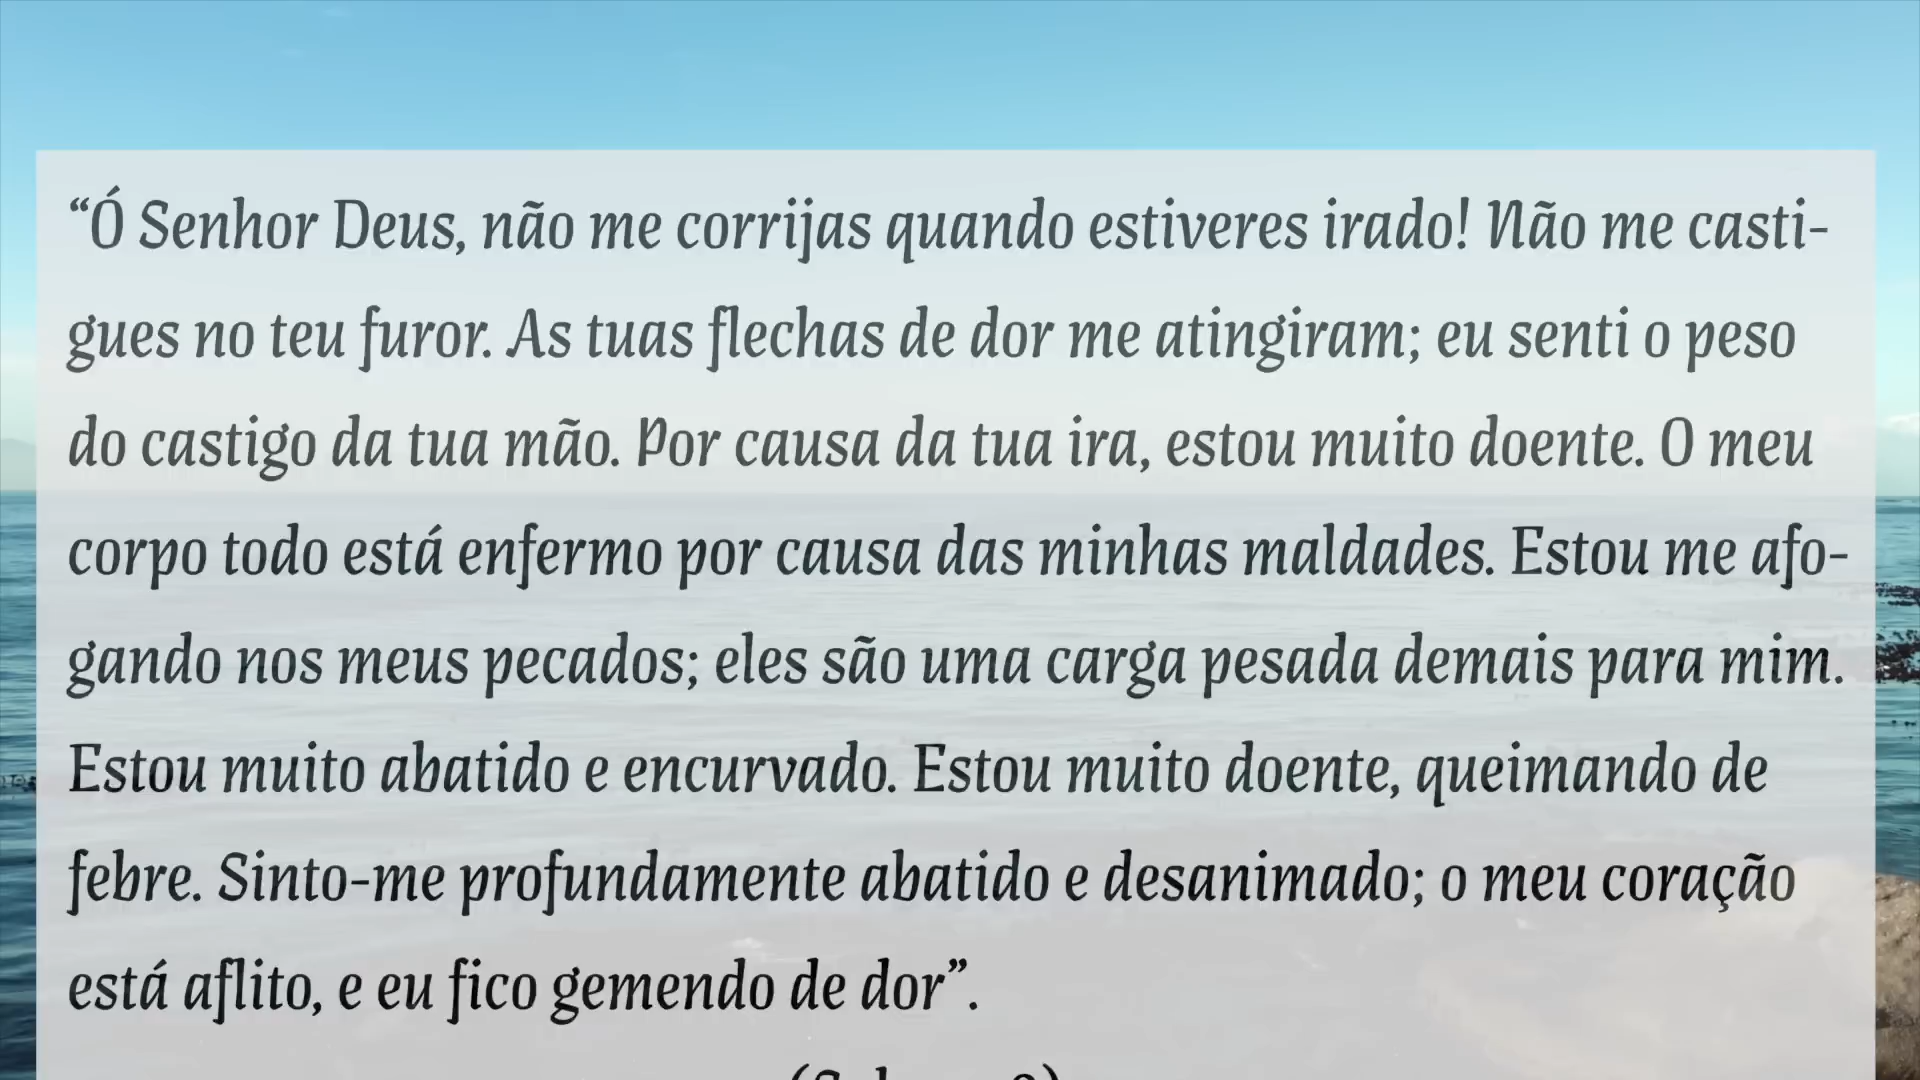 “Ó Senhor Deus, não me corrijas quando estiveres irado! Não me casti-
gues no teu furor. As tuas flechas de dor me atingiram; eu senti o peso
do castigo da tua mão. Por causa da tua ira, estou muito doente. O meu
corpo todo está enfermo por causa das minhas maldades. Estou me afo-
gando nos meus pecados; eles são uma carga pesada demais para mim.
Estou muito abatido e encurvado. Estou muito doente, queimando de
febre. Sinto-me profundamente abatido e desanimado; o meu coração
está aflito, e eu fico gemendo de dor”.